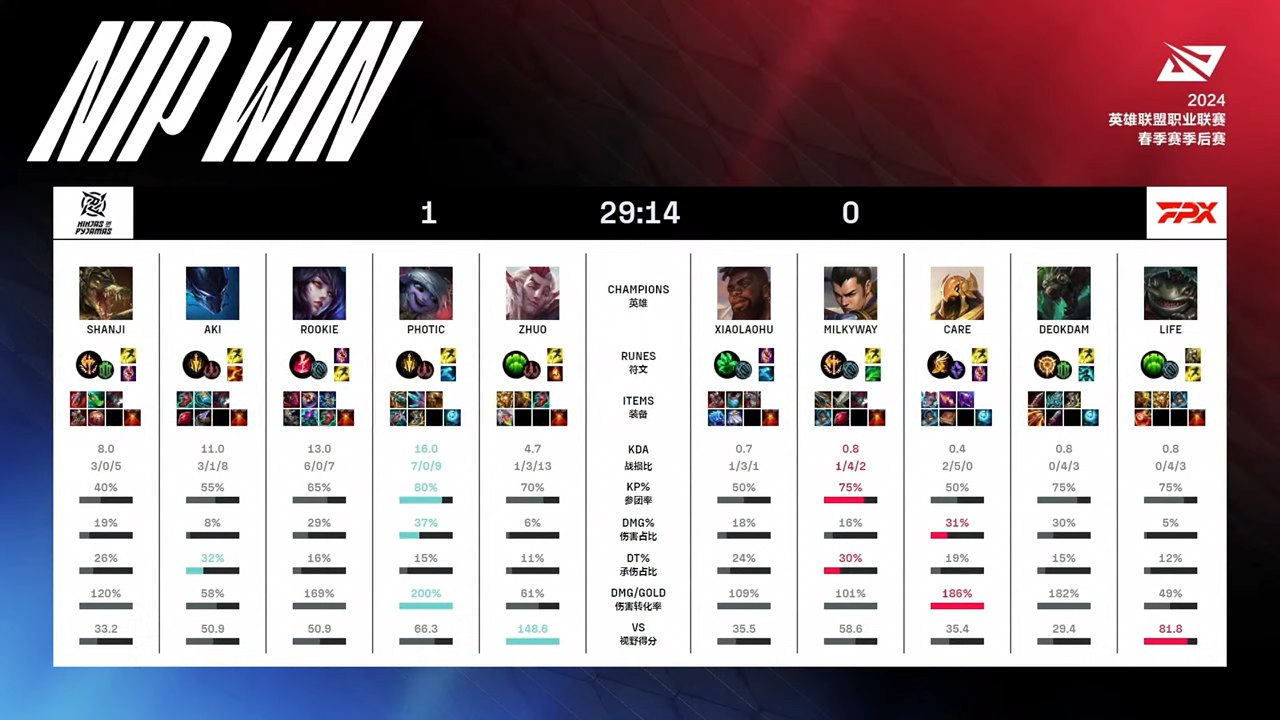 NIP WIN
2024
英雄联盟职业联赛
春季赛季后赛
NINJAS IN PYJAMAS
1
29:14
0
FPX
SHANJI AKI ROOKIE PHOTIC ZHUO CHAMPIONS 英雄 XIAOLAOHU MILKYWAY CARE DEOKDAM LIFE
RUNES
符文
ITEMS
装备
8.0 11.0 13.0 16.0 4.7 KDA 0.7 0.8 0.4 0.8 0.8
3/0/5 3/1/8 6/0/7 7/0/9 1/3/13 战损比 1/3/1 1/4/2 2/5/0 0/4/3 0/4/3
40% 55% 65% 80% 70% KP% 50% 75% 50% 75% 75%
参团率
19% 8% 29% 37% 6% DMG% 18% 16% 31% 30% 5%
伤害占比
26% 32% 16% 15% 11% DT% 24% 30% 19% 15% 12%
承伤占比
120% 58% 169% 200% 61% DMG/GOLD 109% 101% 186% 182% 49%
伤害转化率
33.2 50.9 50.9 66.3 148.6 VS 35.5 58.6 35.4 29.4 81.8
视野得分